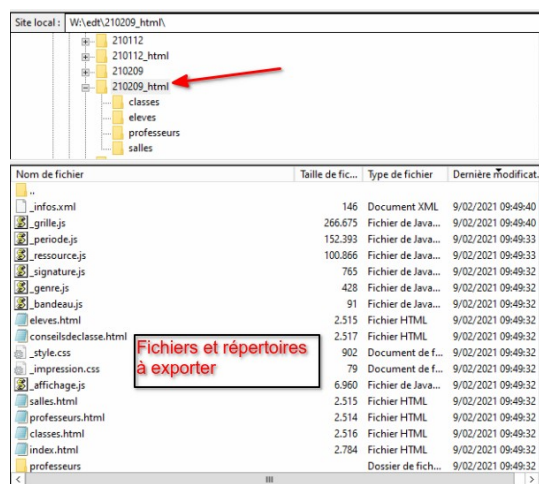 Site local : W:\edt\210209_html\
210112
210112_html
210209
210209_html
classes
eleves
professeurs
salles
Nom de fichier Taille de fic... Type de fichier Dernière modificat.
..
_infos.xml 146 Document XML 9/02/2021 09:49:40
_grille.js 266.675 Fichier de Java... 9/02/2021 09:49:40
_periode.js 152.393 Fichier de Java... 9/02/2021 09:49:33
_ressource.js 100.866 Fichier de Java... 9/02/2021 09:49:33
_signature.js 765 Fichier de Java... 9/02/2021 09:49:32
_genre.js 428 Fichier de Java... 9/02/2021 09:49:32
_bandeau.js 91 Fichier de Java... 9/02/2021 09:49:32
eleves.html 2.515 Fichier HTML 9/02/2021 09:49:32
conseilsdeclasse.html 2.517 Fichier HTML 9/02/2021 09:49:32
_style.css 902 Document de f... 9/02/2021 09:49:32
_impression.css 79 Document de f... 9/02/2021 09:49:32
_affichage.js 6.960 Fichier de Java... 9/02/2021 09:49:32
salles.html 2.515 Fichier HTML 9/02/2021 09:49:32
professeurs.html 2.514 Fichier HTML 9/02/2021 09:49:32
classes.html 2.516 Fichier HTML 9/02/2021 09:49:32
index.html 2.784 Fichier HTML 9/02/2021 09:49:32
professeurs Dossier de fich... 9/02/2021 09:49:32
Fichiers et répertoires
à exporter